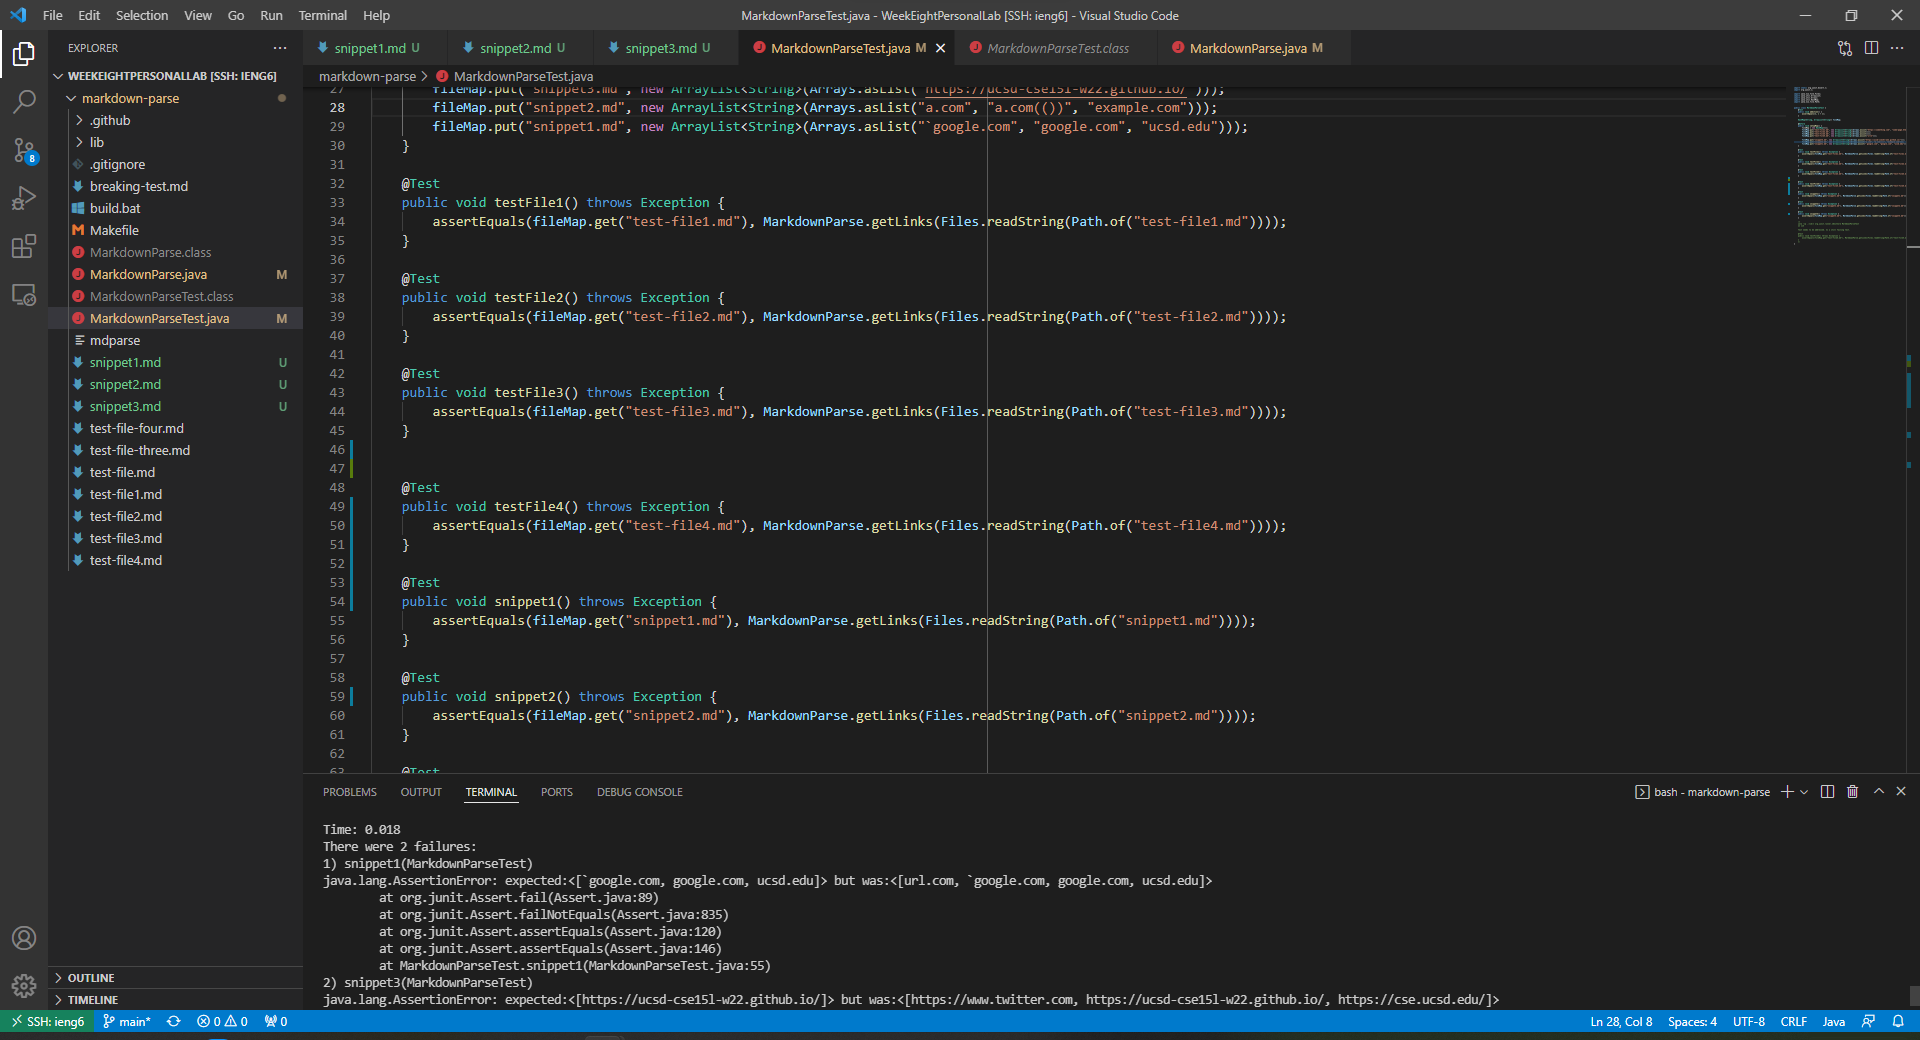 File Edit Selection View Go Run Terminal Help
MarkdownParseTest.java - WeekEightPersonalLab [SSH: ieng6] - Visual Studio Code
EXPLORER
WEEKEIGHTPERSONALLAB [SSH: IENG6]
markdown-parse
.github
lib
.gitignore
breaking-test.md
build.bat
Makefile
MarkdownParse.class
MarkdownParse.java M
MarkdownParseTest.class
MarkdownParseTest.java M
mdparse
snippet1.md U
snippet2.md U
snippet3.md U
test-file-four.md
test-file-three.md
test-file.md
test-file1.md
test-file2.md
test-file3.md
test-file4.md
OUTLINE
TIMELINE
8
snippet1.md U snippet2.md U snippet3.md U MarkdownParseTest.java M MarkdownParseTest.class MarkdownParse.java M
markdown-parse > MarkdownParseTest.java
27 fileMap.put("snippet3.md", new ArrayList<String>(Arrays.asList("https://ucsd-cse15l-w22.github.io/")));
28 fileMap.put("snippet2.md", new ArrayList<String>(Arrays.asList("a.com", "a.com(())", "example.com")));
29 fileMap.put("snippet1.md", new ArrayList<String>(Arrays.asList("`google.com", "google.com", "ucsd.edu")));
30 }
31
32 @Test
33 public void testFile1() throws Exception {
34 assertEquals(fileMap.get("test-file1.md"), MarkdownParse.getLinks(Files.readString(Path.of("test-file1.md"))));
35 }
36
37 @Test
38 public void testFile2() throws Exception {
39 assertEquals(fileMap.get("test-file2.md"), MarkdownParse.getLinks(Files.readString(Path.of("test-file2.md"))));
40 }
41
42 @Test
43 public void testFile3() throws Exception {
44 assertEquals(fileMap.get("test-file3.md"), MarkdownParse.getLinks(Files.readString(Path.of("test-file3.md"))));
45 }
46
47
48 @Test
49 public void testFile4() throws Exception {
50 assertEquals(fileMap.get("test-file4.md"), MarkdownParse.getLinks(Files.readString(Path.of("test-file4.md"))));
51 }
52
53 @Test
54 public void snippet1() throws Exception {
55 assertEquals(fileMap.get("snippet1.md"), MarkdownParse.getLinks(Files.readString(Path.of("snippet1.md"))));
56 }
57
58 @Test
59 public void snippet2() throws Exception {
60 assertEquals(fileMap.get("snippet2.md"), MarkdownParse.getLinks(Files.readString(Path.of("snippet2.md"))));
61 }
62
63 @Test
PROBLEMS OUTPUT TERMINAL PORTS DEBUG CONSOLE
bash - markdown-parse
Time: 0.018
There were 2 failures:
1) snippet1(MarkdownParseTest)
java.lang.AssertionError: expected:<[`google.com, google.com, ucsd.edu]> but was:<[url.com, `google.com, google.com, ucsd.edu]>
at org.junit.Assert.fail(Assert.java:89)
at org.junit.Assert.failNotEquals(Assert.java:835)
at org.junit.Assert.assertEquals(Assert.java:120)
at org.junit.Assert.assertEquals(Assert.java:146)
at MarkdownParseTest.snippet1(MarkdownParseTest.java:55)
2) snippet3(MarkdownParseTest)
java.lang.AssertionError: expected:<[https://ucsd-cse15l-w22.github.io/]> but was:<[https://www.twitter.com, https://ucsd-cse15l-w22.github.io/, https://cse.ucsd.edu/]>
SSH: ieng6 main* 0 0 0
Ln 28, Col 8 Spaces: 4 UTF-8 CRLF Java